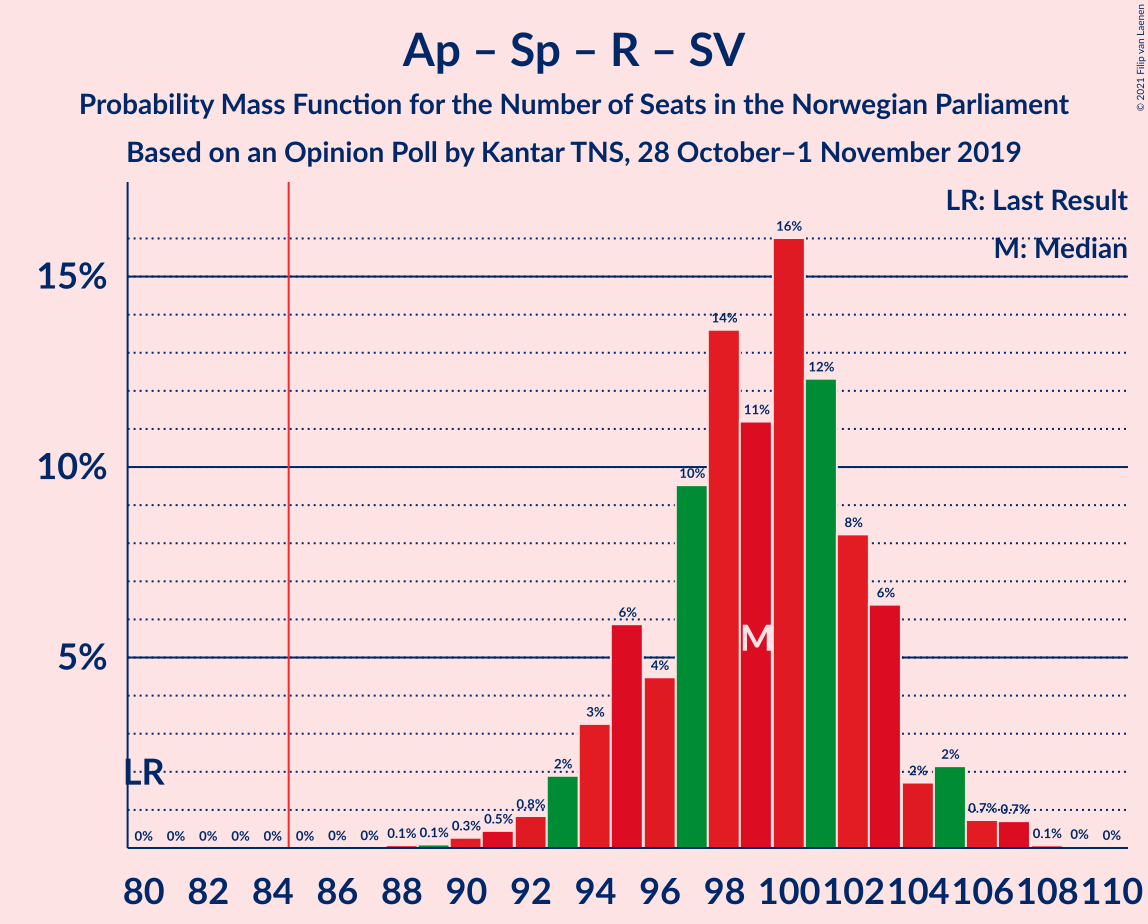 Ap – Sp – R – SV
Probability Mass Function for the Number of Seats in the Norwegian Parliament
Based on an Opinion Poll by Kantar TNS, 28 October–1 November 2019
© 2021 Filip van Laenen
LR: Last Result
M: Median
15%
10%
5%
16%
14%
12%
11%
10%
8%
6%
6%
4%
3%
2%
2%
2%
0.8%
0.7%
0.7%
0.5%
0.3%
0.1%
0.1%
0.1%
0% 0% 0% 0% 0% 0% 0% 0% 0% 0%
M
LR
80 82 84 86 88 90 92 94 96 98 100 102 104 106 108 110